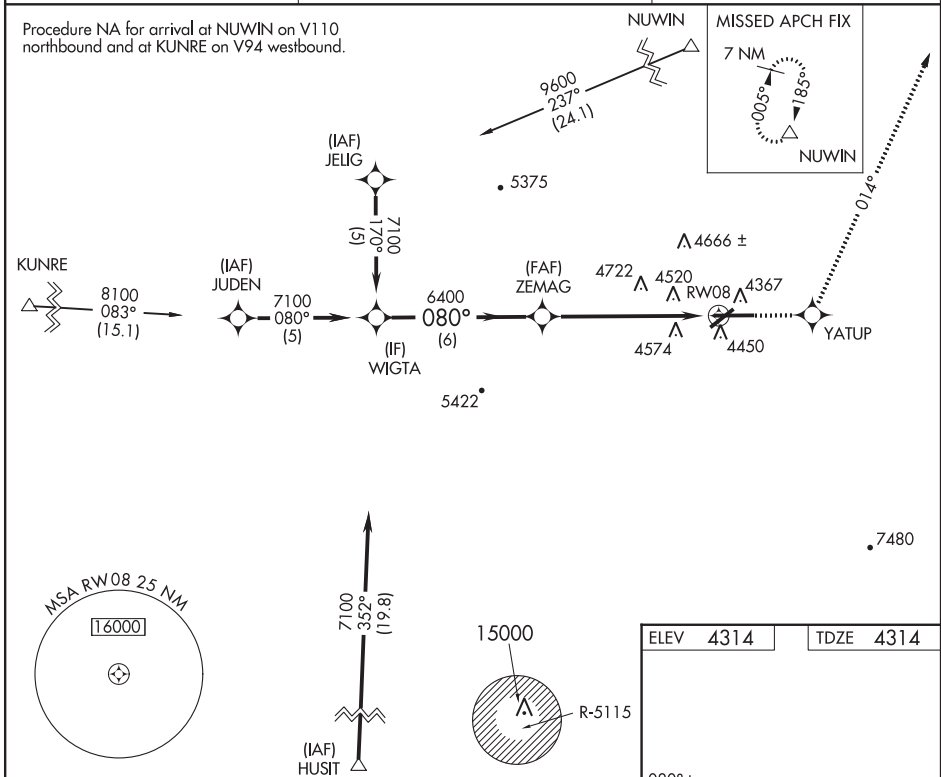 Procedure NA for arrival at NUWIN on V110
northbound and at KUNRE on V94 westbound.
NUWIN
MISSED APCH FIX
7 NM
005°
185°
NUWIN
9600
237°
(24.1)
014°
(IAF)
JELIG
5375
7100
170°
(5)
4666 ±
KUNRE
8100
083°
(15.1)
(IAF)
JUDEN
7100
080°
(5)
6400
080°
(6)
(FAF)
ZEMAG
4722
4520
RW08
4367
(IF)
WIGTA
4574
4450
YATUP
5422
7480
MSA RW08 25 NM
16000
7100
352°
(19.8)
(IAF)
HUSIT
15000
R-5115
ELEV 4314
TDZE 4314